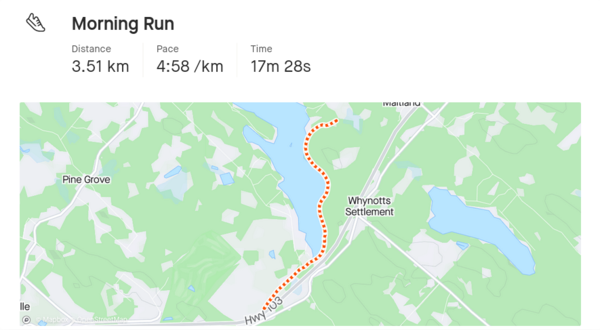 Morning Run
Distance Pace Time
3.51 km 4:58 /km 17m 28s
Maitland
Pine Grove
Whynotts
Settlement
lle
Hwy 103